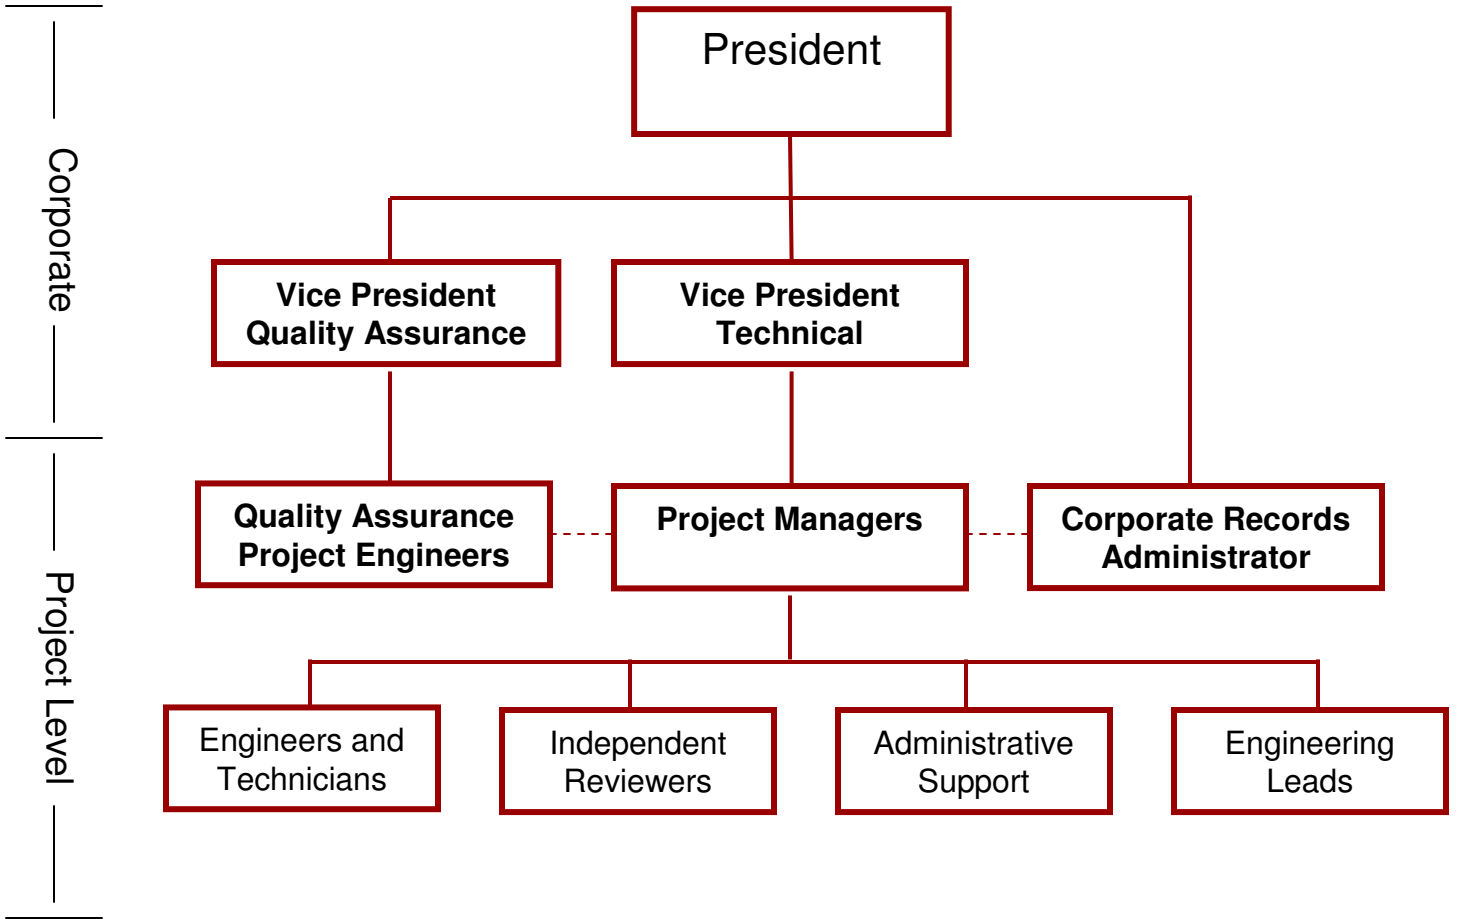 President
Corporate
Vice President
Quality Assurance
Vice President
Technical
Quality Assurance
Project Engineers
Project Managers
Corporate Records
Administrator
Project Level
Engineers and
Technicians
Independent
Reviewers
Administrative
Support
Engineering
Leads